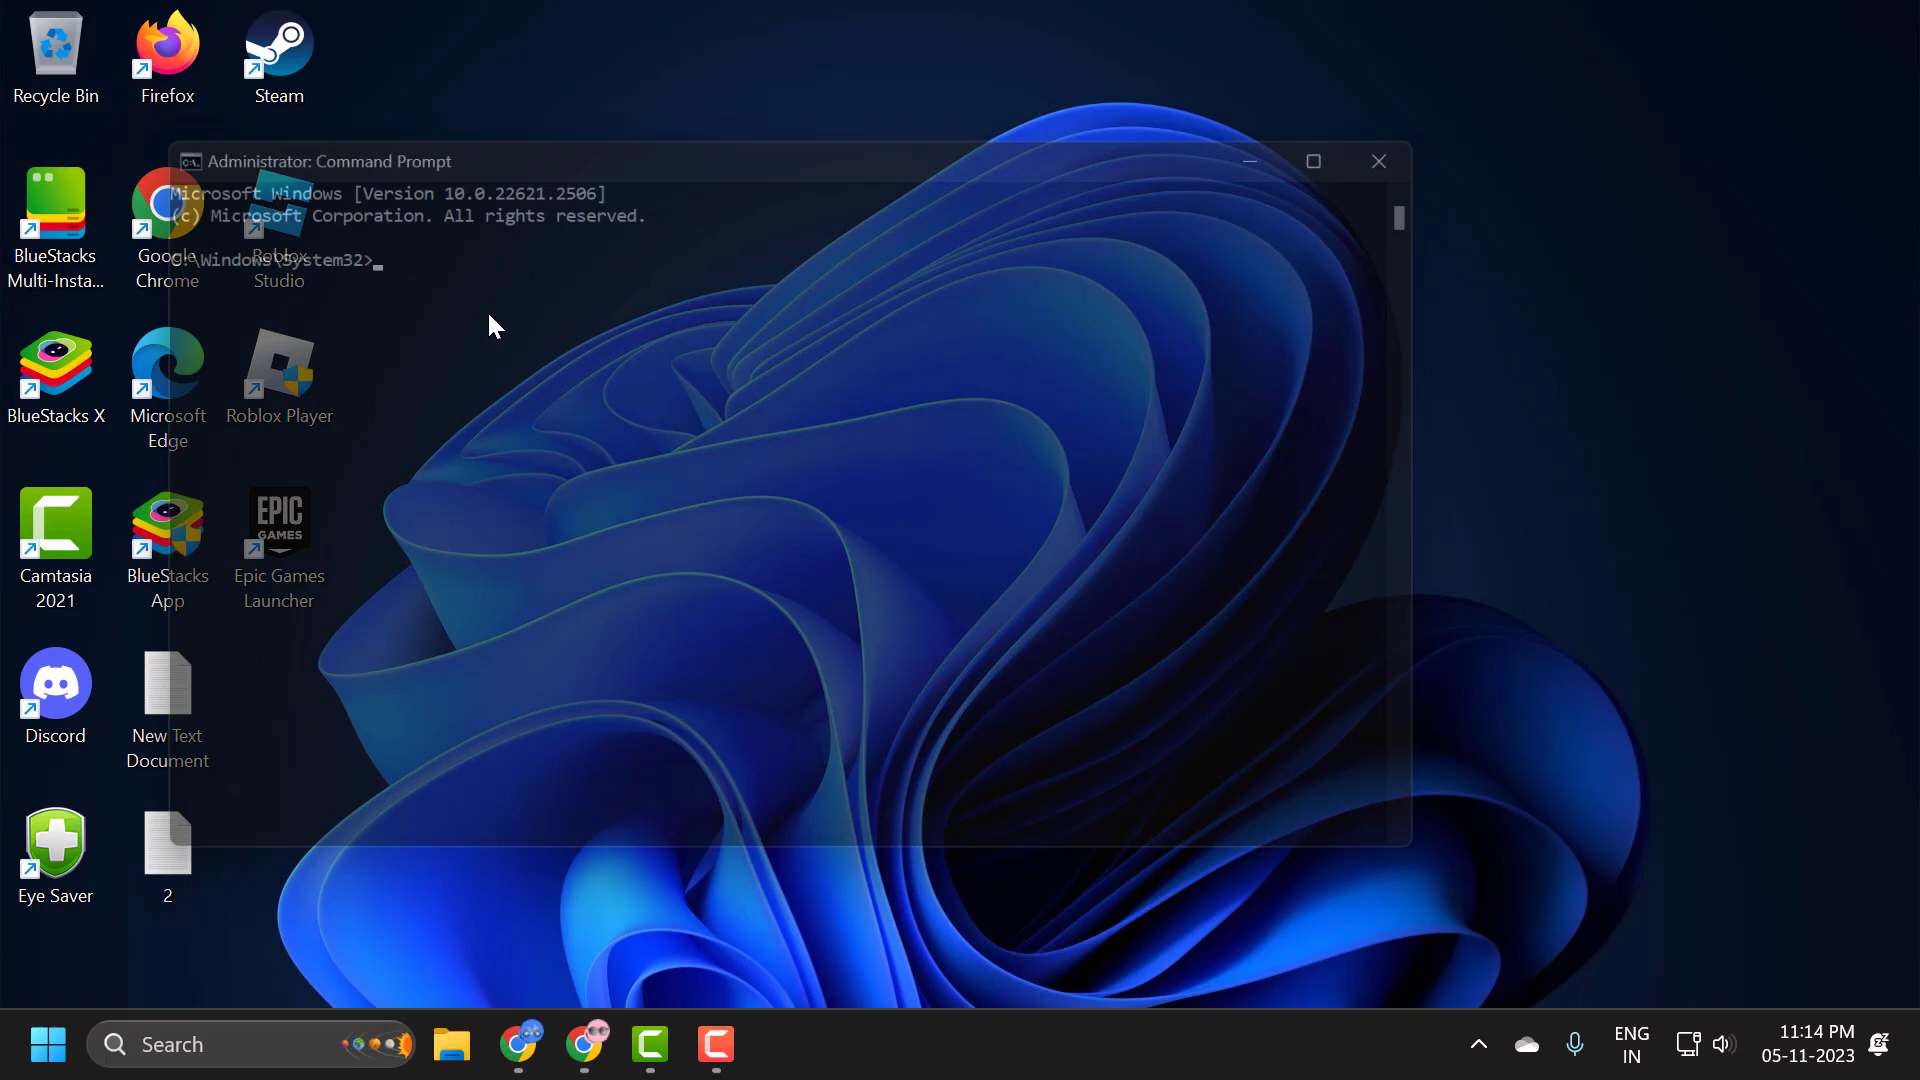 Recycle Bin
Firefox
Steam
Administrator: Command Prompt
Microsoft Windows [Version 10.0.22621.2506]
(c) Microsoft Corporation. All rights reserved.
C:\Windows\System32>
BlueStacks
Multi-Insta...
Google
Chrome
Roblox
Studio
BlueStacks X
Microsoft
Edge
Roblox Player
EPIC
GAMES
Camtasia
2021
BlueStacks
App
Epic Games
Launcher
Discord
New Text
Document
Eye Saver
2
Search
ENG
IN
11:14 PM
05-11-2023